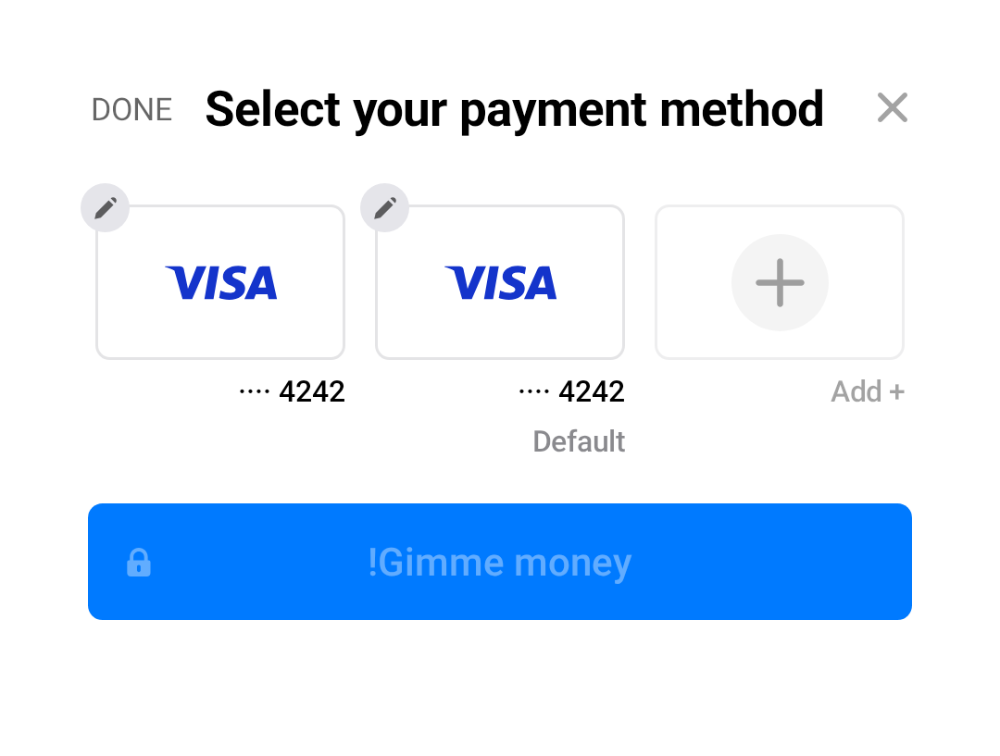 DONE Select your payment method
VISA VISA
···· 4242 ···· 4242 Add +
Default
!Gimme money